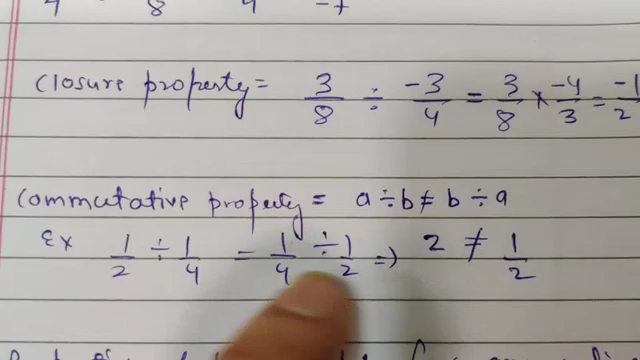 Closure property = 3/8 ÷ -3/4 = 3/8 × -4/3 = -1/2
Commutative property = a ÷ b ≠ b ÷ a
Ex 1/2 ÷ 1/4 = 1/4 ÷ 1/2 => 2 ≠ 1/2